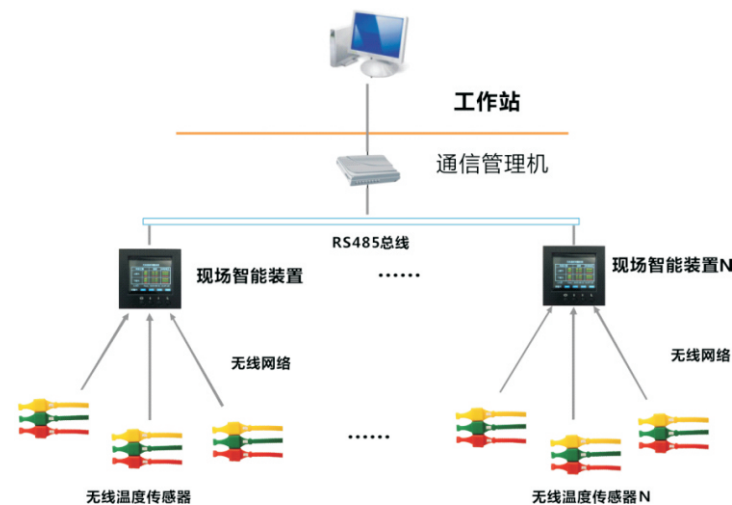 工作站
通信管理机
RS485总线
现场智能装置
……
现场智能装置N
无线网络
无线网络
……
无线温度传感器
无线温度传感器N